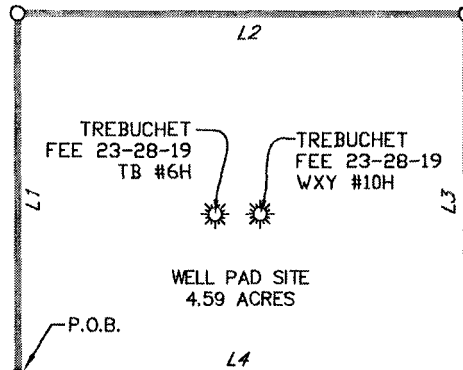 L2
TREBUCHET
FEE 23-28-19
TB #6H
TREBUCHET
FEE 23-28-19
WXY #10H
L1
L3
WELL PAD SITE
4.59 ACRES
P.O.B.
L4